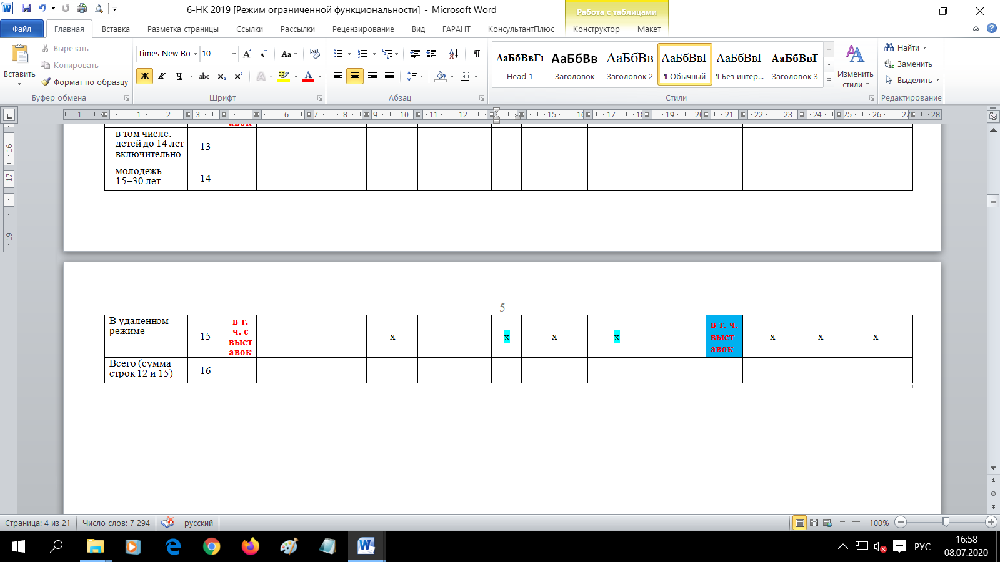 6-НК 2019 [Режим ограниченной функциональности] - Microsoft Word
Работа с таблицами
Файл Главная Вставка Разметка страницы Ссылки Рассылки Рецензирование Вид ГАРАНТ КонсультантПлюс Конструктор Макет
Вставить
Вырезать
Копировать
Формат по образцу
Буфер обмена
Times New Ro 10
Ж К Ч abc x₂ x²
Шрифт
Абзац
АаБбВвГг АаБбВв АаБбВв АаБбВвГ АаБбВвГ АаБбВвГ
Head 1 Заголовок Заголовок 2 ¶ Обычный ¶ Без интер... Заголовок 3
Стили
Изменить
стили
Найти
Заменить
Выделить
Редактирование
1 1 2 3 6 7 8 9 10 11 12 15 16 17 18 19 20 21 22 23 24 25 26 27 28
16
17
19
авок
в том числе:
детей до 14 лет
включительно
13
молодежь
15–30 лет
14
5
В удаленном
режиме
15
в т.
ч. с
выст
авок
х х х х
в т. ч.
выст
авок
х х х
Всего (сумма
строк 12 и 15)
16
Страница: 4 из 21 Число слов: 7 294 русский 100%
РУС
16:58
08.07.2020